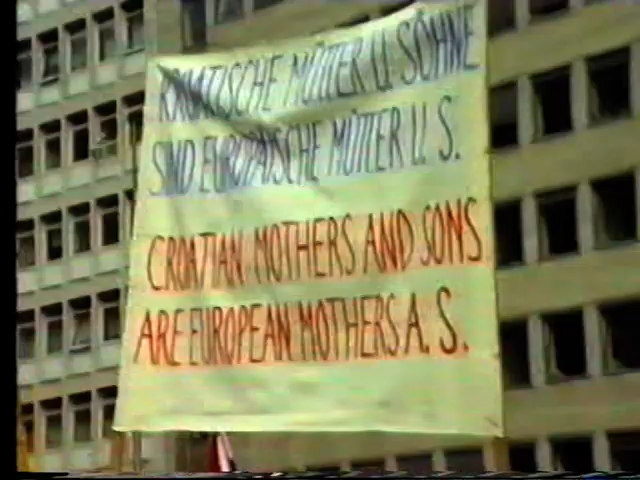 KROATISCHE MÜTTER U. SÖHNE
SIND EUROPÄISCHE MÜTTER U. S.
CROATIAN MOTHERS AND SONS
ARE EUROPEAN MOTHERS A. S.